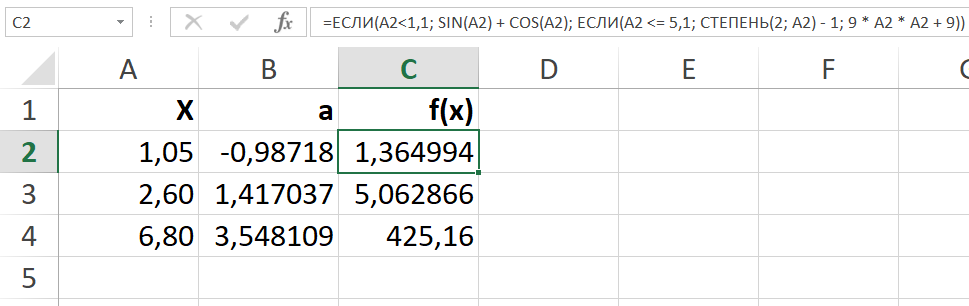 C2 fx =ЕСЛИ(A2<1,1; SIN(A2) + COS(A2); ЕСЛИ(A2 <= 5,1; СТЕПЕНЬ(2; A2) - 1; 9 * A2 * A2 + 9))
A B C D E F G
1 X a f(x)
2 1,05 -0,98718 1,364994
3 2,60 1,417037 5,062866
4 6,80 3,548109 425,16
5